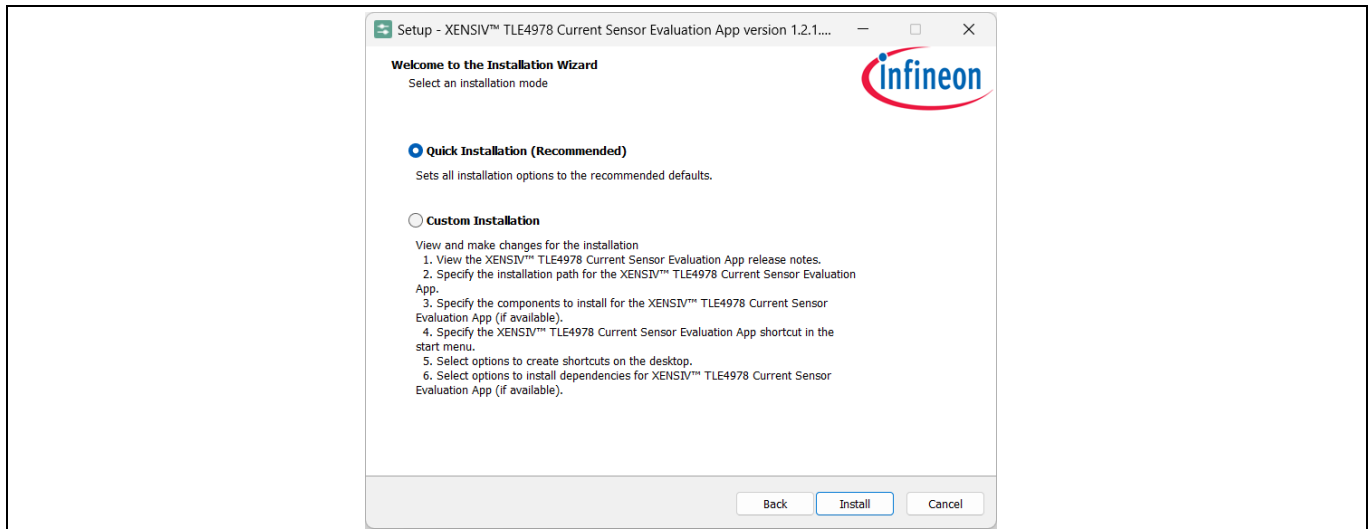 Setup - XENSIV™ TLE4978 Current Sensor Evaluation App version 1.2.1....
Welcome to the Installation Wizard
Select an installation mode
infineon
Quick Installation (Recommended)
Sets all installation options to the recommended defaults.
Custom Installation
View and make changes for the installation
1. View the XENSIV™ TLE4978 Current Sensor Evaluation App release notes.
2. Specify the installation path for the XENSIV™ TLE4978 Current Sensor Evaluation
App.
3. Specify the components to install for the XENSIV™ TLE4978 Current Sensor
Evaluation App (if available).
4. Specify the XENSIV™ TLE4978 Current Sensor Evaluation App shortcut in the
start menu.
5. Select options to create shortcuts on the desktop.
6. Select options to install dependencies for XENSIV™ TLE4978 Current Sensor
Evaluation App (if available).
Back Install Cancel